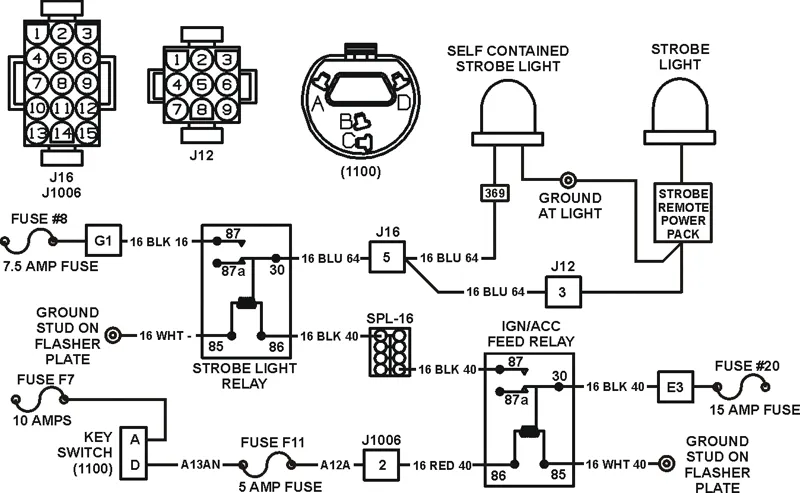 1 2 3
4 5 6
7 8 9
10 11 12
13 14 15
J16
J1006
1 2 3
4 5 6
7 8 9
J12
A D
B
C
(1100)
SELF CONTAINED
STROBE LIGHT
STROBE
LIGHT
369
GROUND
AT LIGHT
STROBE
REMOTE
POWER
PACK
FUSE #8
G1
16 BLK 16
7.5 AMP FUSE
87
87a
30
85
86
STROBE LIGHT
RELAY
16 BLU 64
J16
5
16 BLU 64
16 BLU 64
J12
3
GROUND
STUD ON
FLASHER
PLATE
16 WHT -
16 BLK 40
SPL-16
16 BLK 40
IGN/ACC
FEED RELAY
87
87a
30
86
85
16 BLK 40
E3
FUSE #20
15 AMP FUSE
FUSE F7
10 AMPS
KEY
SWITCH
(1100)
A
D
A13AN
FUSE F11
5 AMP FUSE
A12A
J1006
2
16 RED 40
16 WHT 40
GROUND
STUD ON
FLASHER
PLATE